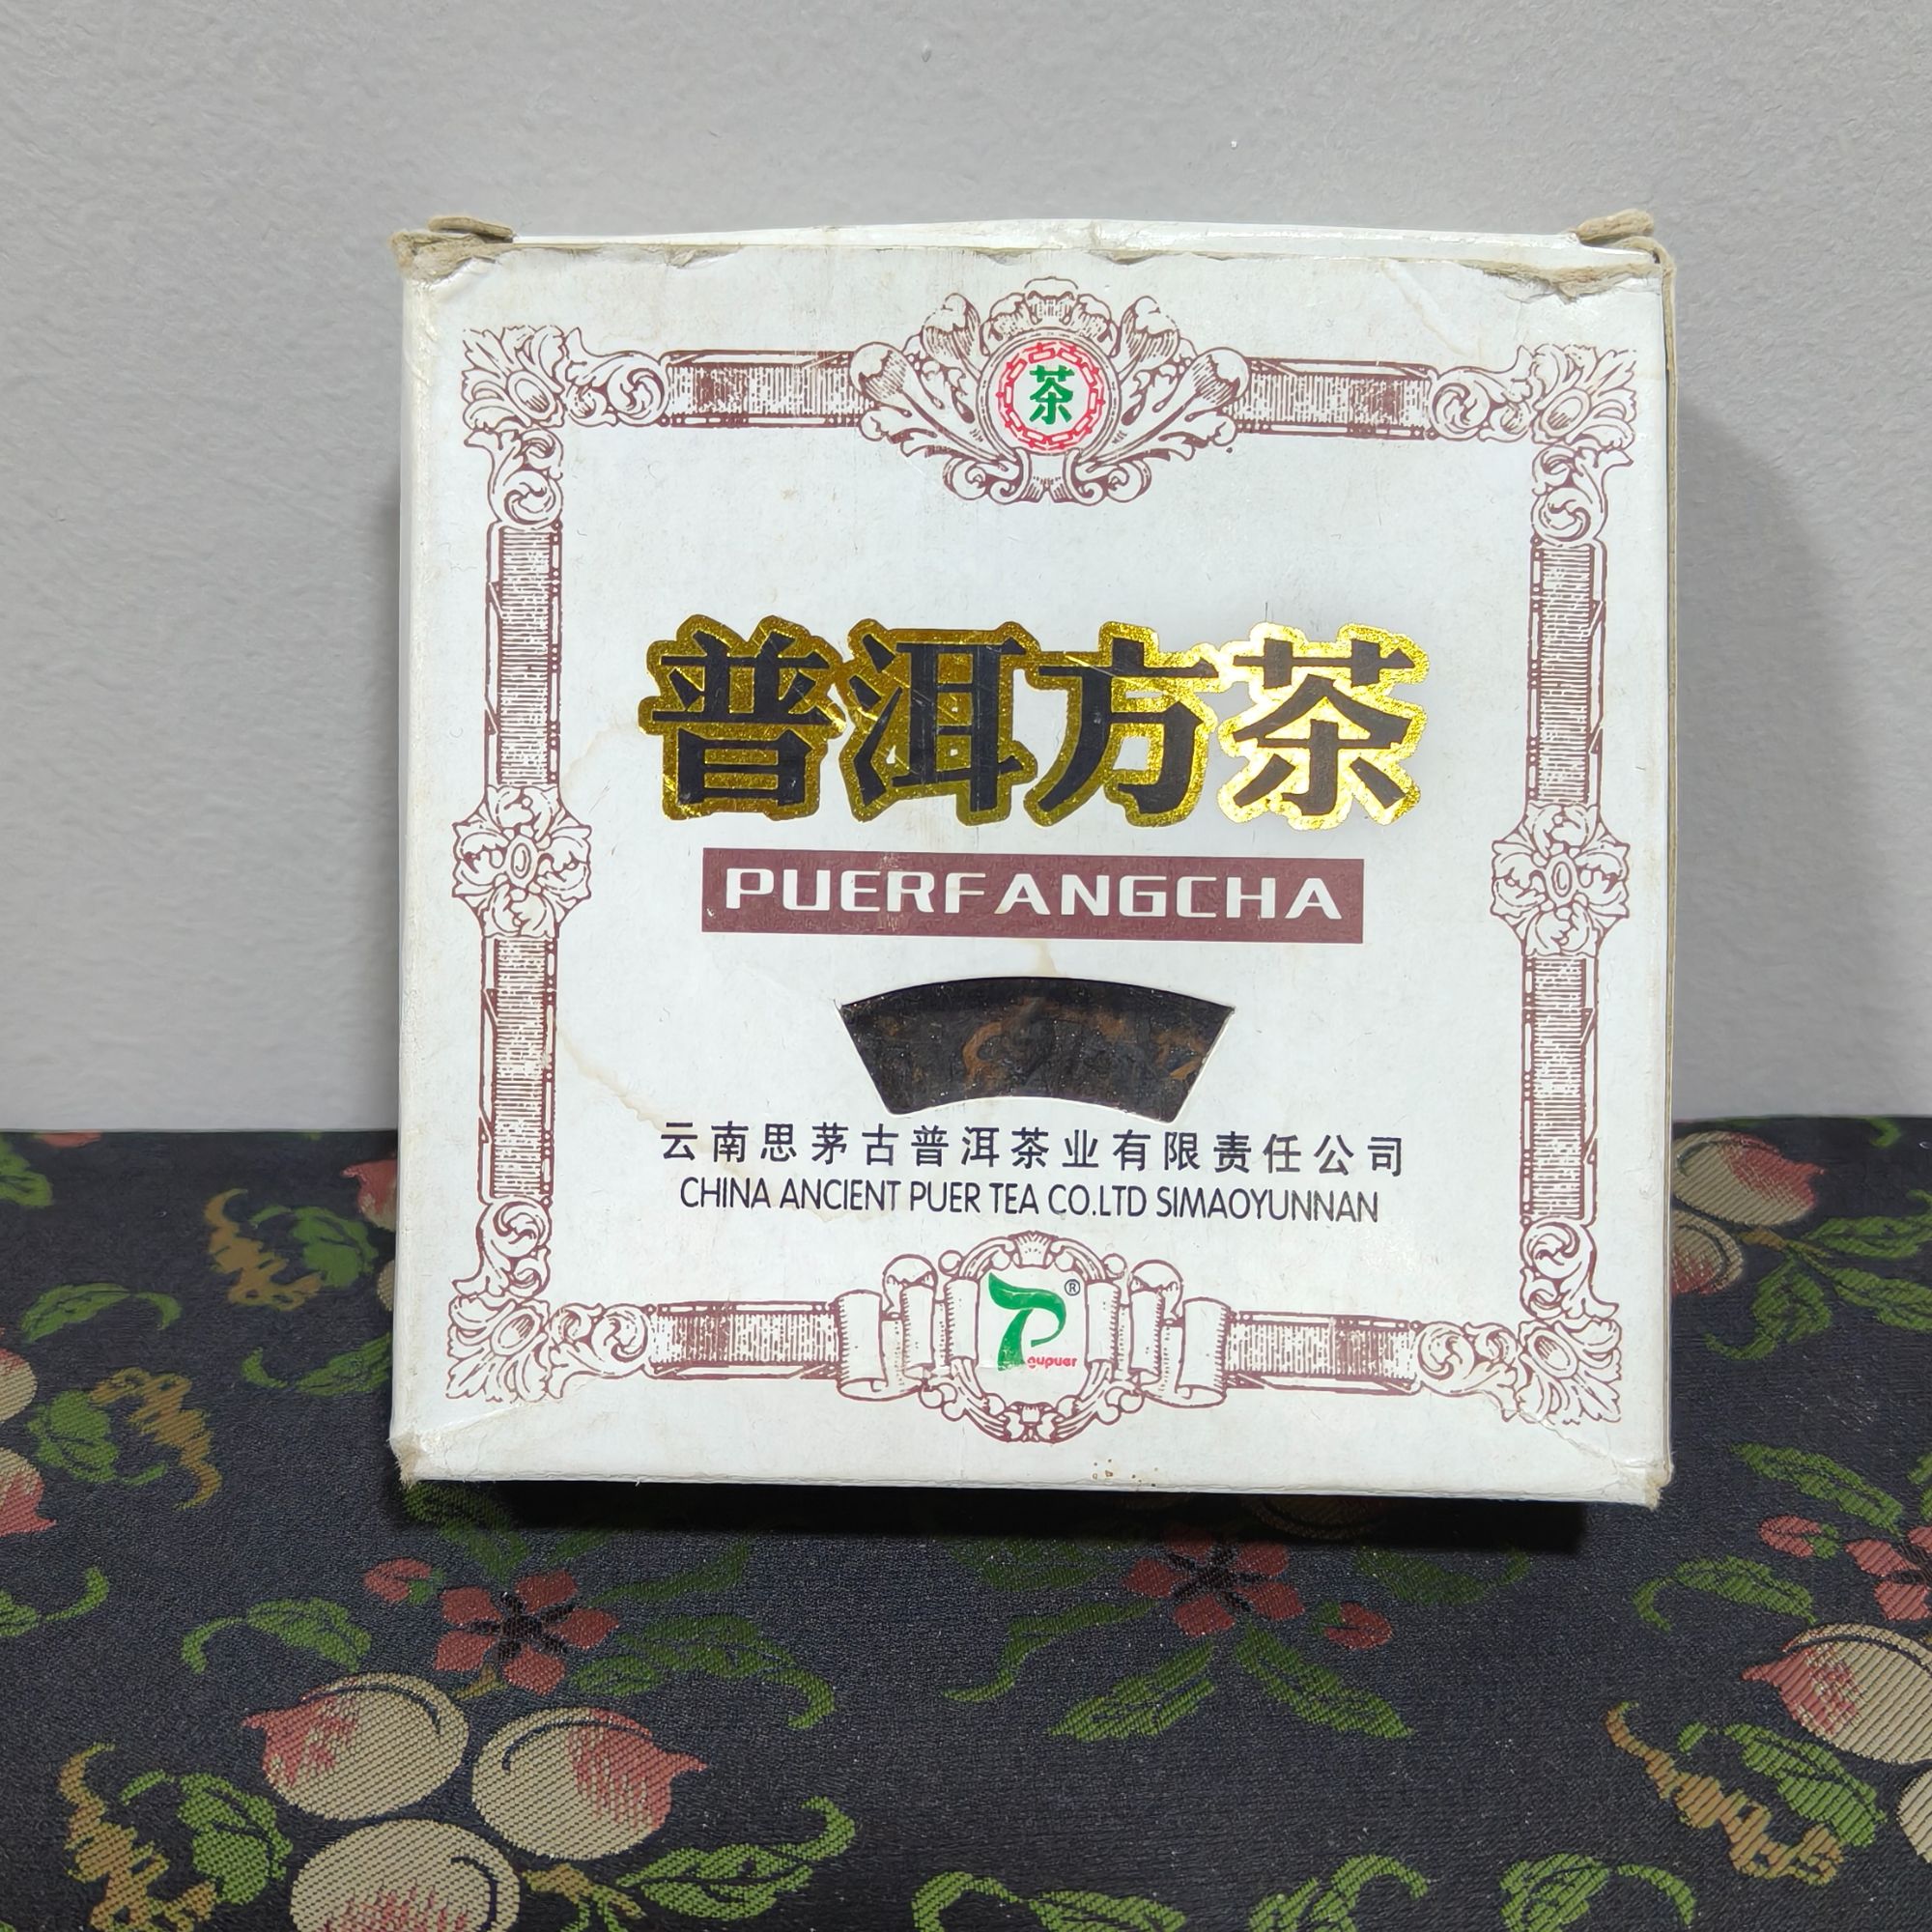 茶
普洱方茶
PUERFANGCHA
云南思茅古普洱茶业有限责任公司
CHINA ANCIENT PUER TEA CO.LTD SIMAOYUNNAN
®
gupuer